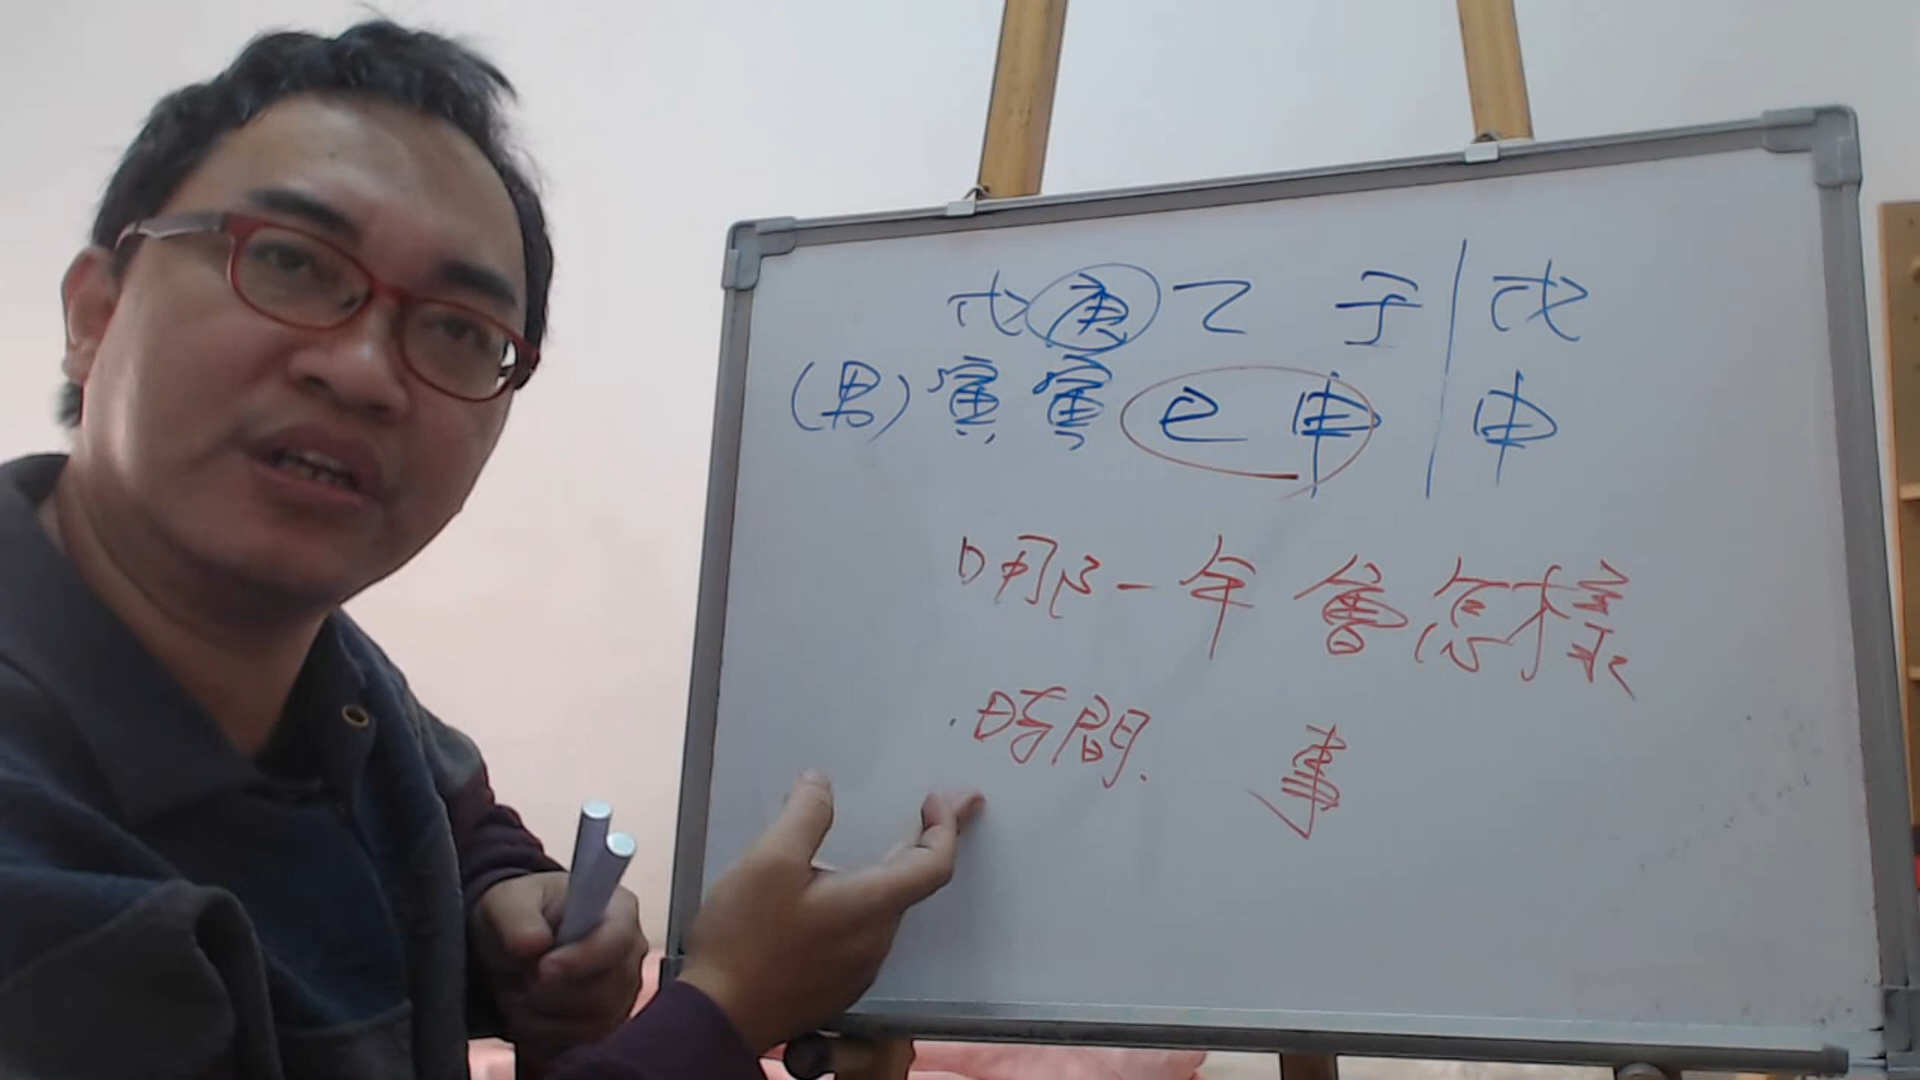 戊庚乙壬 戊
(男)寅寅巳申 申
哪一年會怎樣
時間. 事